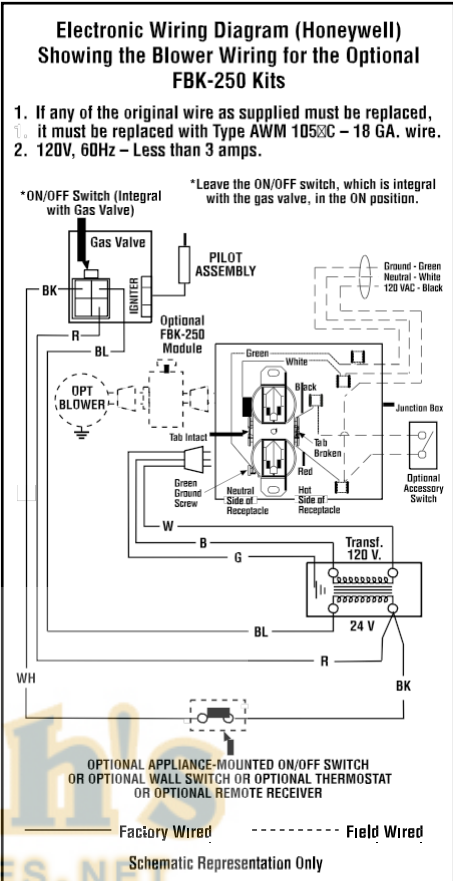 Electronic Wiring Diagram (Honeywell)
Showing the Blower Wiring for the Optional
FBK-250 Kits
1. If any of the original wire as supplied must be replaced,
1. it must be replaced with Type AWM 105☒C – 18 GA. wire.
2. 120V, 60Hz – Less than 3 amps.
*ON/OFF Switch (Integral
with Gas Valve)
*Leave the ON/OFF switch, which is integral
with the gas valve, in the ON position.
Gas Valve
IGNITER
PILOT
ASSEMBLY
Ground - Green
Neutral - White
120 VAC - Black
BK
R
BL
Optional
FBK-250
Module
OPT
BLOWER
Green
White
Black
Junction Box
Tab Intact
Tab
Broken
Red
Green
Ground
Screw
Neutral
Side of
Receptacle
Hot
Side of
Receptacle
Optional
Accessory
Switch
W
B
G
Transf.
120 V.
24 V
BL
R
WH
BK
OPTIONAL APPLIANCE-MOUNTED ON/OFF SWITCH
OR OPTIONAL WALL SWITCH OR OPTIONAL THERMOSTAT
OR OPTIONAL REMOTE RECEIVER
Factory Wired
Field Wired
Schematic Representation Only
h's
ES.NET